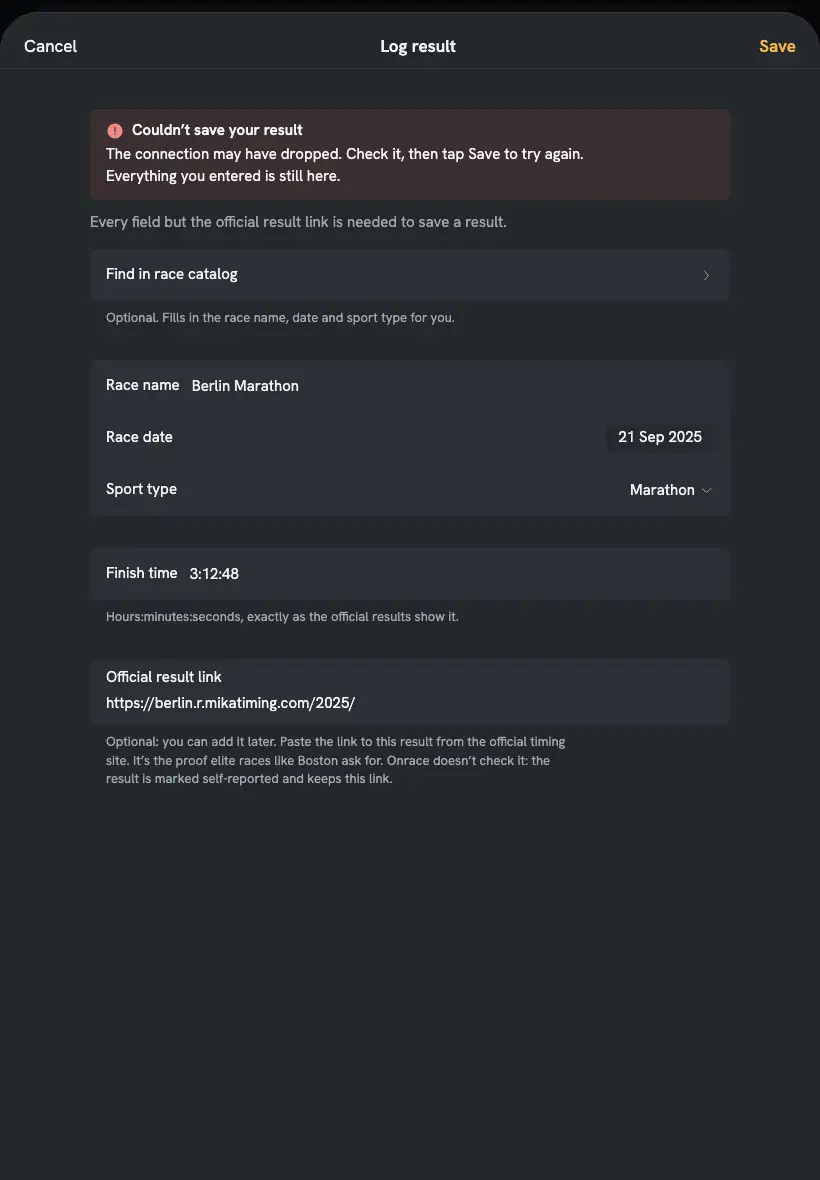 Cancel
Log result
Save
Couldn’t save your result
The connection may have dropped. Check it, then tap Save to try again.
Everything you entered is still here.
Every field but the official result link is needed to save a result.
Find in race catalog
Optional. Fills in the race name, date and sport type for you.
Race name Berlin Marathon
Race date 21 Sep 2025
Sport type Marathon
Finish time 3:12:48
Hours:minutes:seconds, exactly as the official results show it.
Official result link
https://berlin.r.mikatiming.com/2025/
Optional: you can add it later. Paste the link to this result from the official timing
site. It’s the proof elite races like Boston ask for. Onrace doesn’t check it: the
result is marked self-reported and keeps this link.